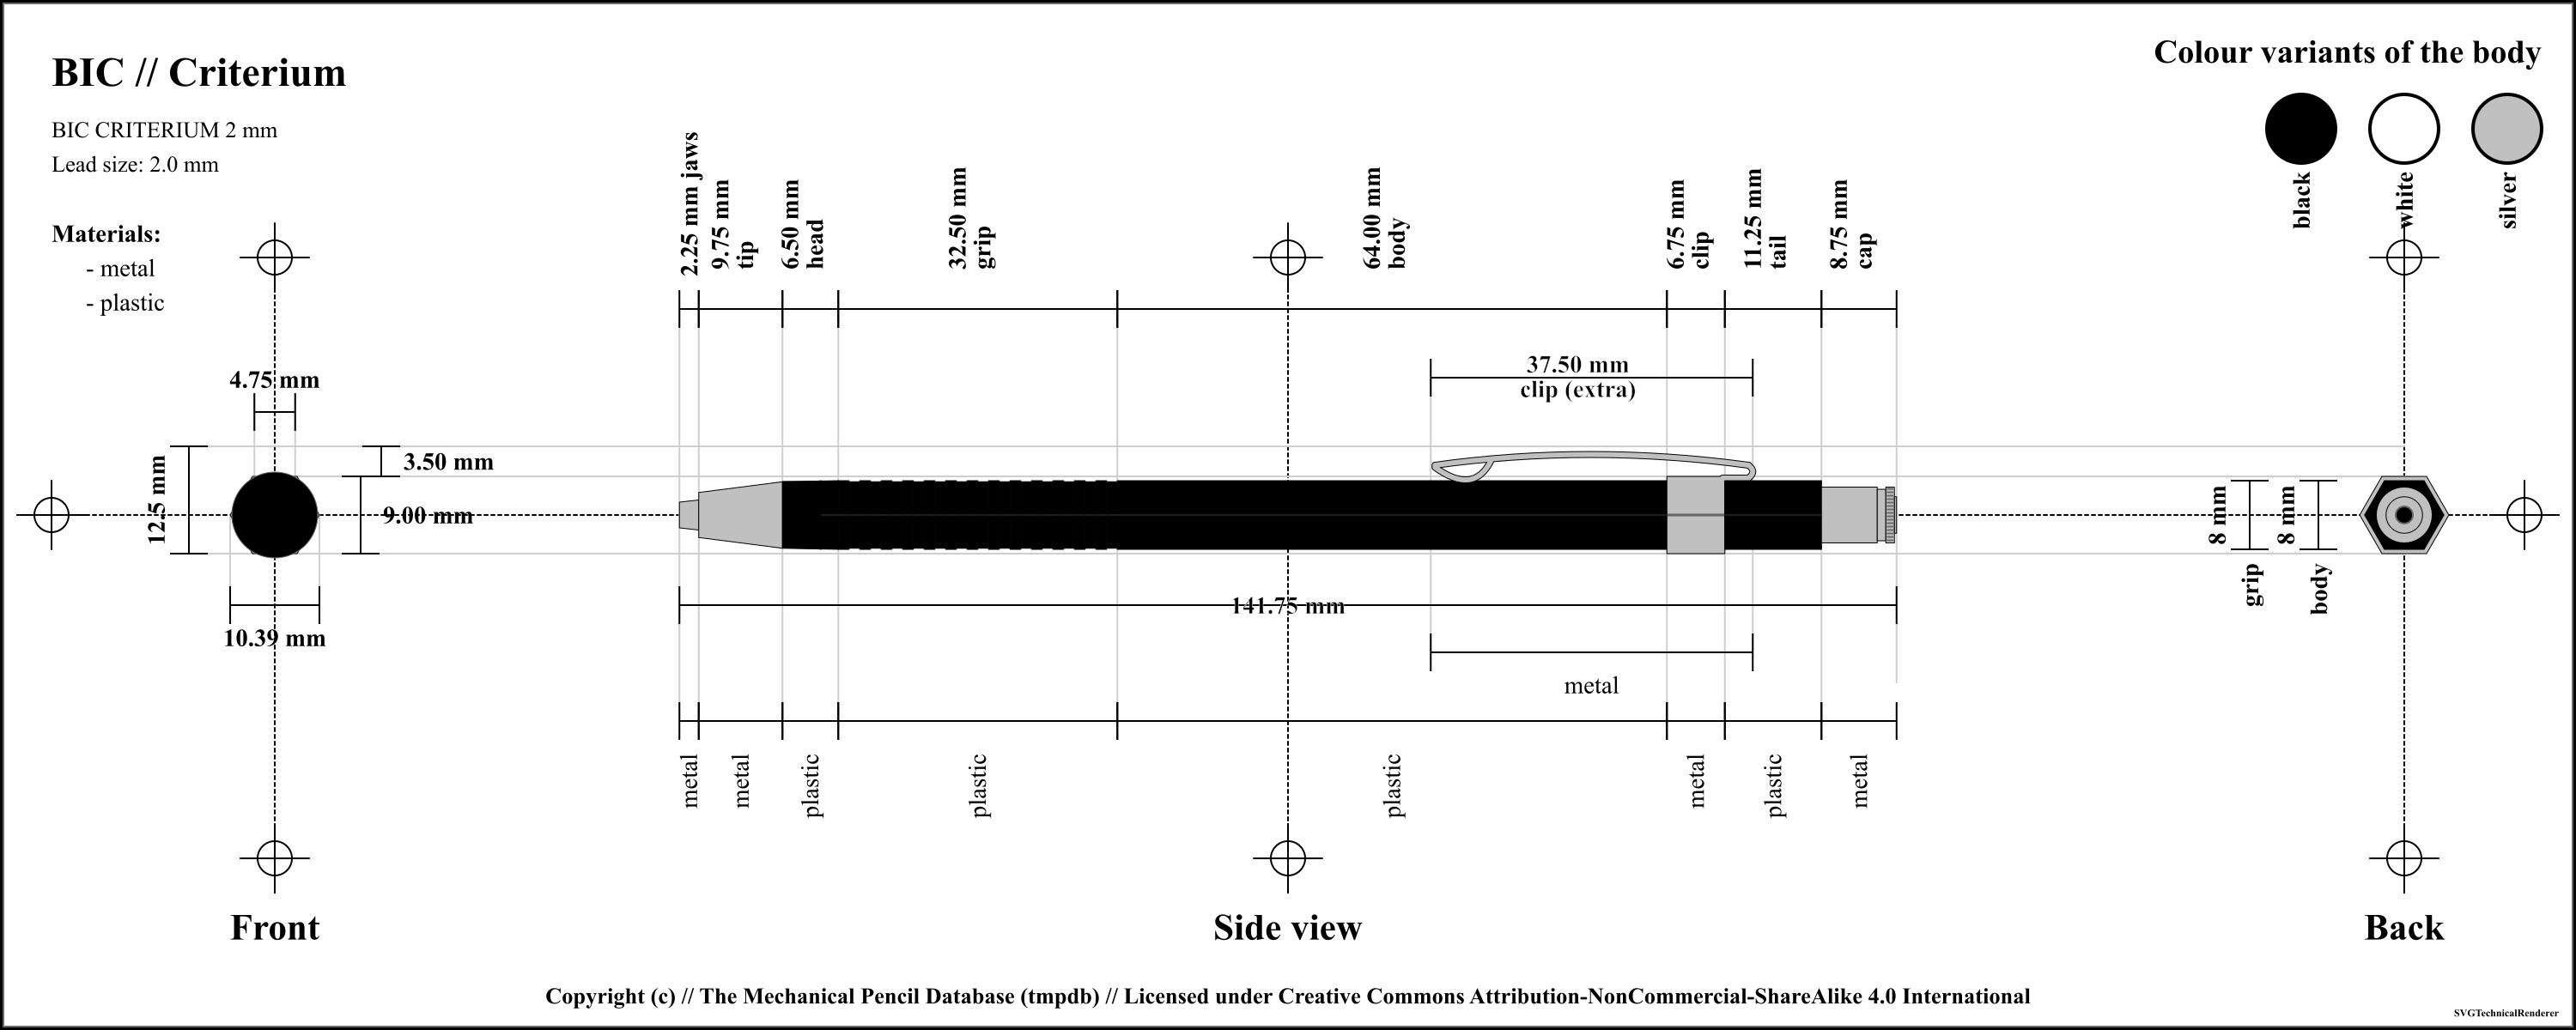 BIC // Criterium
BIC CRITERIUM 2 mm
Lead size: 2.0 mm
Materials:
- metal
- plastic
Colour variants of the body
black
white
silver
2.25 mm jaws
9.75 mm
tip
6.50 mm
head
32.50 mm
grip
64.00 mm
body
6.75 mm
clip
11.25 mm
tail
8.75 mm
cap
37.50 mm
clip (extra)
4.75 mm
12.5 mm
3.50 mm
9.00 mm
10.39 mm
141.75 mm
8 mm
grip
8 mm
body
metal
metal
metal
plastic
plastic
plastic
metal
plastic
metal
Front
Side view
Back
Copyright (c) // The Mechanical Pencil Database (tmpdb) // Licensed under Creative Commons Attribution-NonCommercial-ShareAlike 4.0 International
SVGTechnicalRenderer